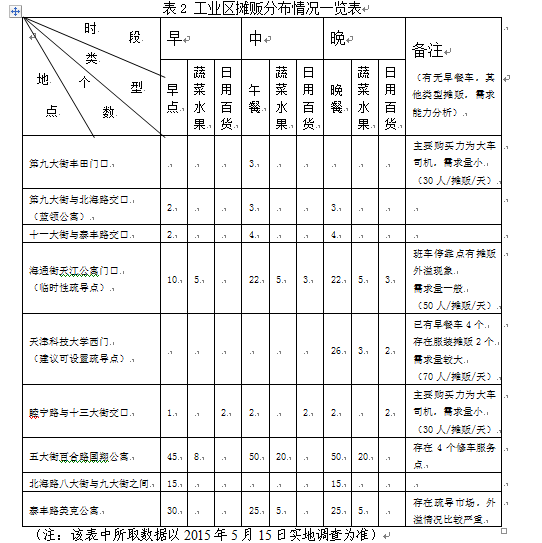 表 2 工业区摊贩分布情况一览表
时 段
类
地 个 型
点 数
早 中 晚 备注
(有无早餐车，其
他类型摊贩，需求
能力分析)
早点 蔬菜水果 日用百货 午餐 蔬菜水果 日用百货 晚餐 蔬菜水果 日用百货
第九大街丰田门口 3
主要购买力为大车
司机，需求量小
(30 人/摊贩/天)
第九大街与北海路交口
(蓝领公寓) 2 3 3
十一大街与泰丰路交口 2 4 4
海通街天江公寓门口
(临时性疏导点) 10 5 22 5 3 22 5 3
班车停靠点有摊贩
外溢现象
需求量一般
(50 人/摊贩/天)
天津科技大学西门
(建议可设置疏导点) 26 3 2
已有早餐车 4 个
存在服装摊贩 2 个
需求量较大
(70 人/摊贩/天)
睦宁路与十三大街交口 1 2 2 2 2 2
主要购买力为大车
司机，需求量小
(30 人/摊贩/天)
五大街百合路国翔公寓 45 8 50 20 50 20
存在 4 个修车服务
点
北海路八大街与九大街之间 15 15
泰丰路美克公寓 30 25 5 25 5
存在疏导市场，外
溢情况比较严重
(注：该表中所取数据以 2015 年 5 月 15 日实地调查为准)